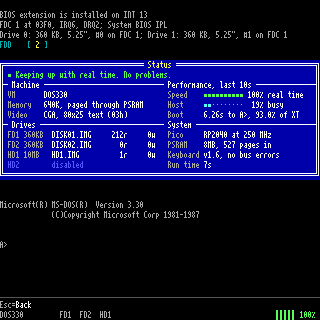 BIOS extension is installed on INT 13
FDC 1 at 03F0, IRQ6, DRQ2; System BIOS IPL
Drive 0: 360 KB, 5.25", #0 on FDC 1; Drive 1: 360 KB, 5.25", #1 on FDC 1
FDD [ 2 ]
Status
Keeping up with real time. No problems.
Machine
VM DOS330
Memory 640K, paged through PSRAM
Video CGA, 80x25 text (03h)
Performance, last 10s
Speed 100% real time
Host 19% busy
Boot 6.26s to A>, 93.0% of XT
Drives
FD1 360KB DISK01.IMG 212r 0w
FD2 360KB DISK02.IMG 0r 0w
HD1 10MB HD1.IMG 1r 0w
HD2 disabled
System
Pico RP2040 at 250 MHz
PSRAM 8MB, 527 pages in
Keyboard v1.6, no bus errors
Run time 7s
Microsoft(R) MS-DOS(R) Version 3.30
(C)Copyright Microsoft Corp 1981-1987
A>
Esc=Back
DOS330 FD1 FD2 HD1 100%